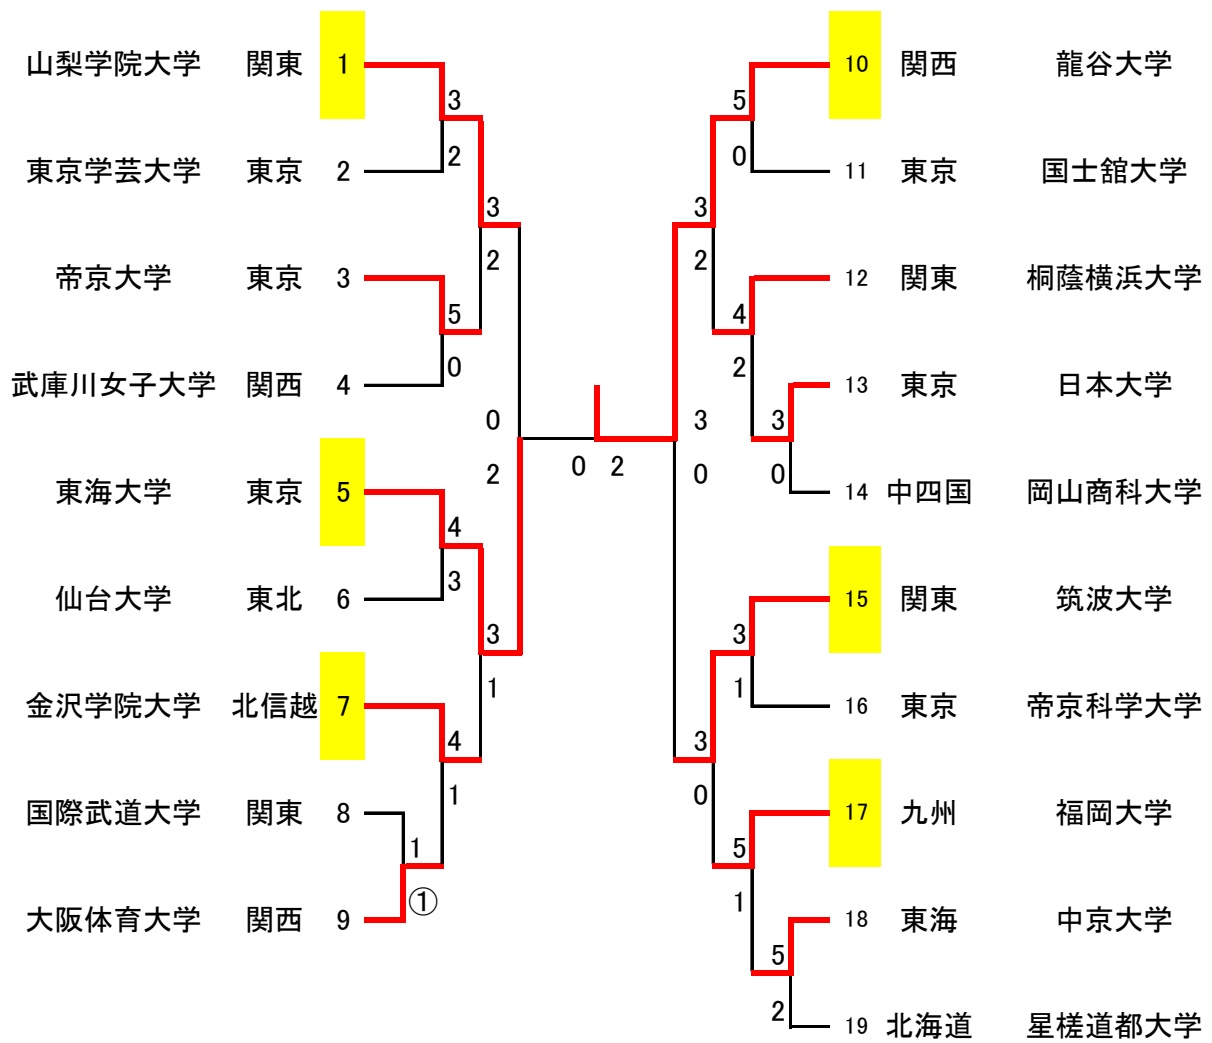 山梨学院大学 関東 1
3
2
東京学芸大学 東京 2
3
2
帝京大学 東京 3
5
0
武庫川女子大学 関西 4
0
2
東海大学 東京 5
4
3
仙台大学 東北 6
3
1
金沢学院大学 北信越 7
4
1
国際武道大学 関東 8
1
①
大阪体育大学 関西 9
0 2
10 関西 龍谷大学
5
0
11 東京 国士舘大学
3
2
12 関東 桐蔭横浜大学
4
2
13 東京 日本大学
3
0
14 中四国 岡山商科大学
3
0
15 関東 筑波大学
3
1
16 東京 帝京科学大学
3
0
17 九州 福岡大学
5
1
18 東海 中京大学
5
2
19 北海道 星槎道都大学